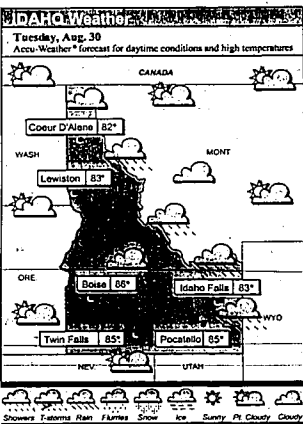 IDAHO Weather
Tuesday, Aug. 30
Accu-Weather® forecast for daytime conditions and high temperatures
CANADA
Coeur D'Alene 82°
WASH
MONT
Lewiston 83°
ORE.
Boise 86°
Idaho Falls 83°
WYO
Twin Falls 85°
Pocatello 85°
NEV.
UTAH
Showers T-storms Rain Flurries Snow Ice Sunny Pt. Cloudy Cloudy